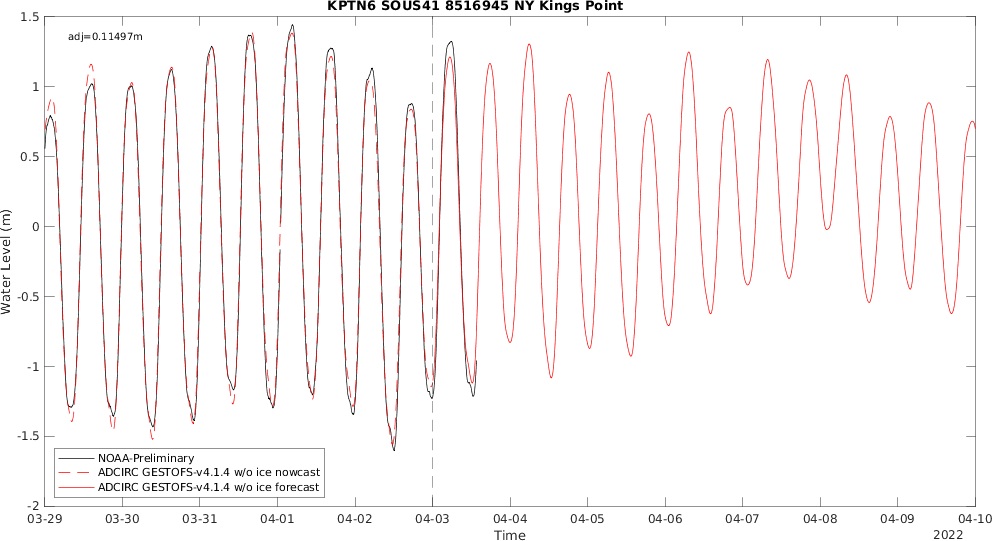 KPTN6 SOUS41 8516945 NY Kings Point
adj=0.11497m
1.5
1
0.5
0
-0.5
-1
-1.5
-2
Water Level (m)
NOAA-Preliminary
ADCIRC GESTOFS-v4.1.4 w/o ice nowcast
ADCIRC GESTOFS-v4.1.4 w/o ice forecast
03-29 03-30 03-31 04-01 04-02 04-03 04-04 04-05 04-06 04-07 04-08 04-09 04-10
Time
2022